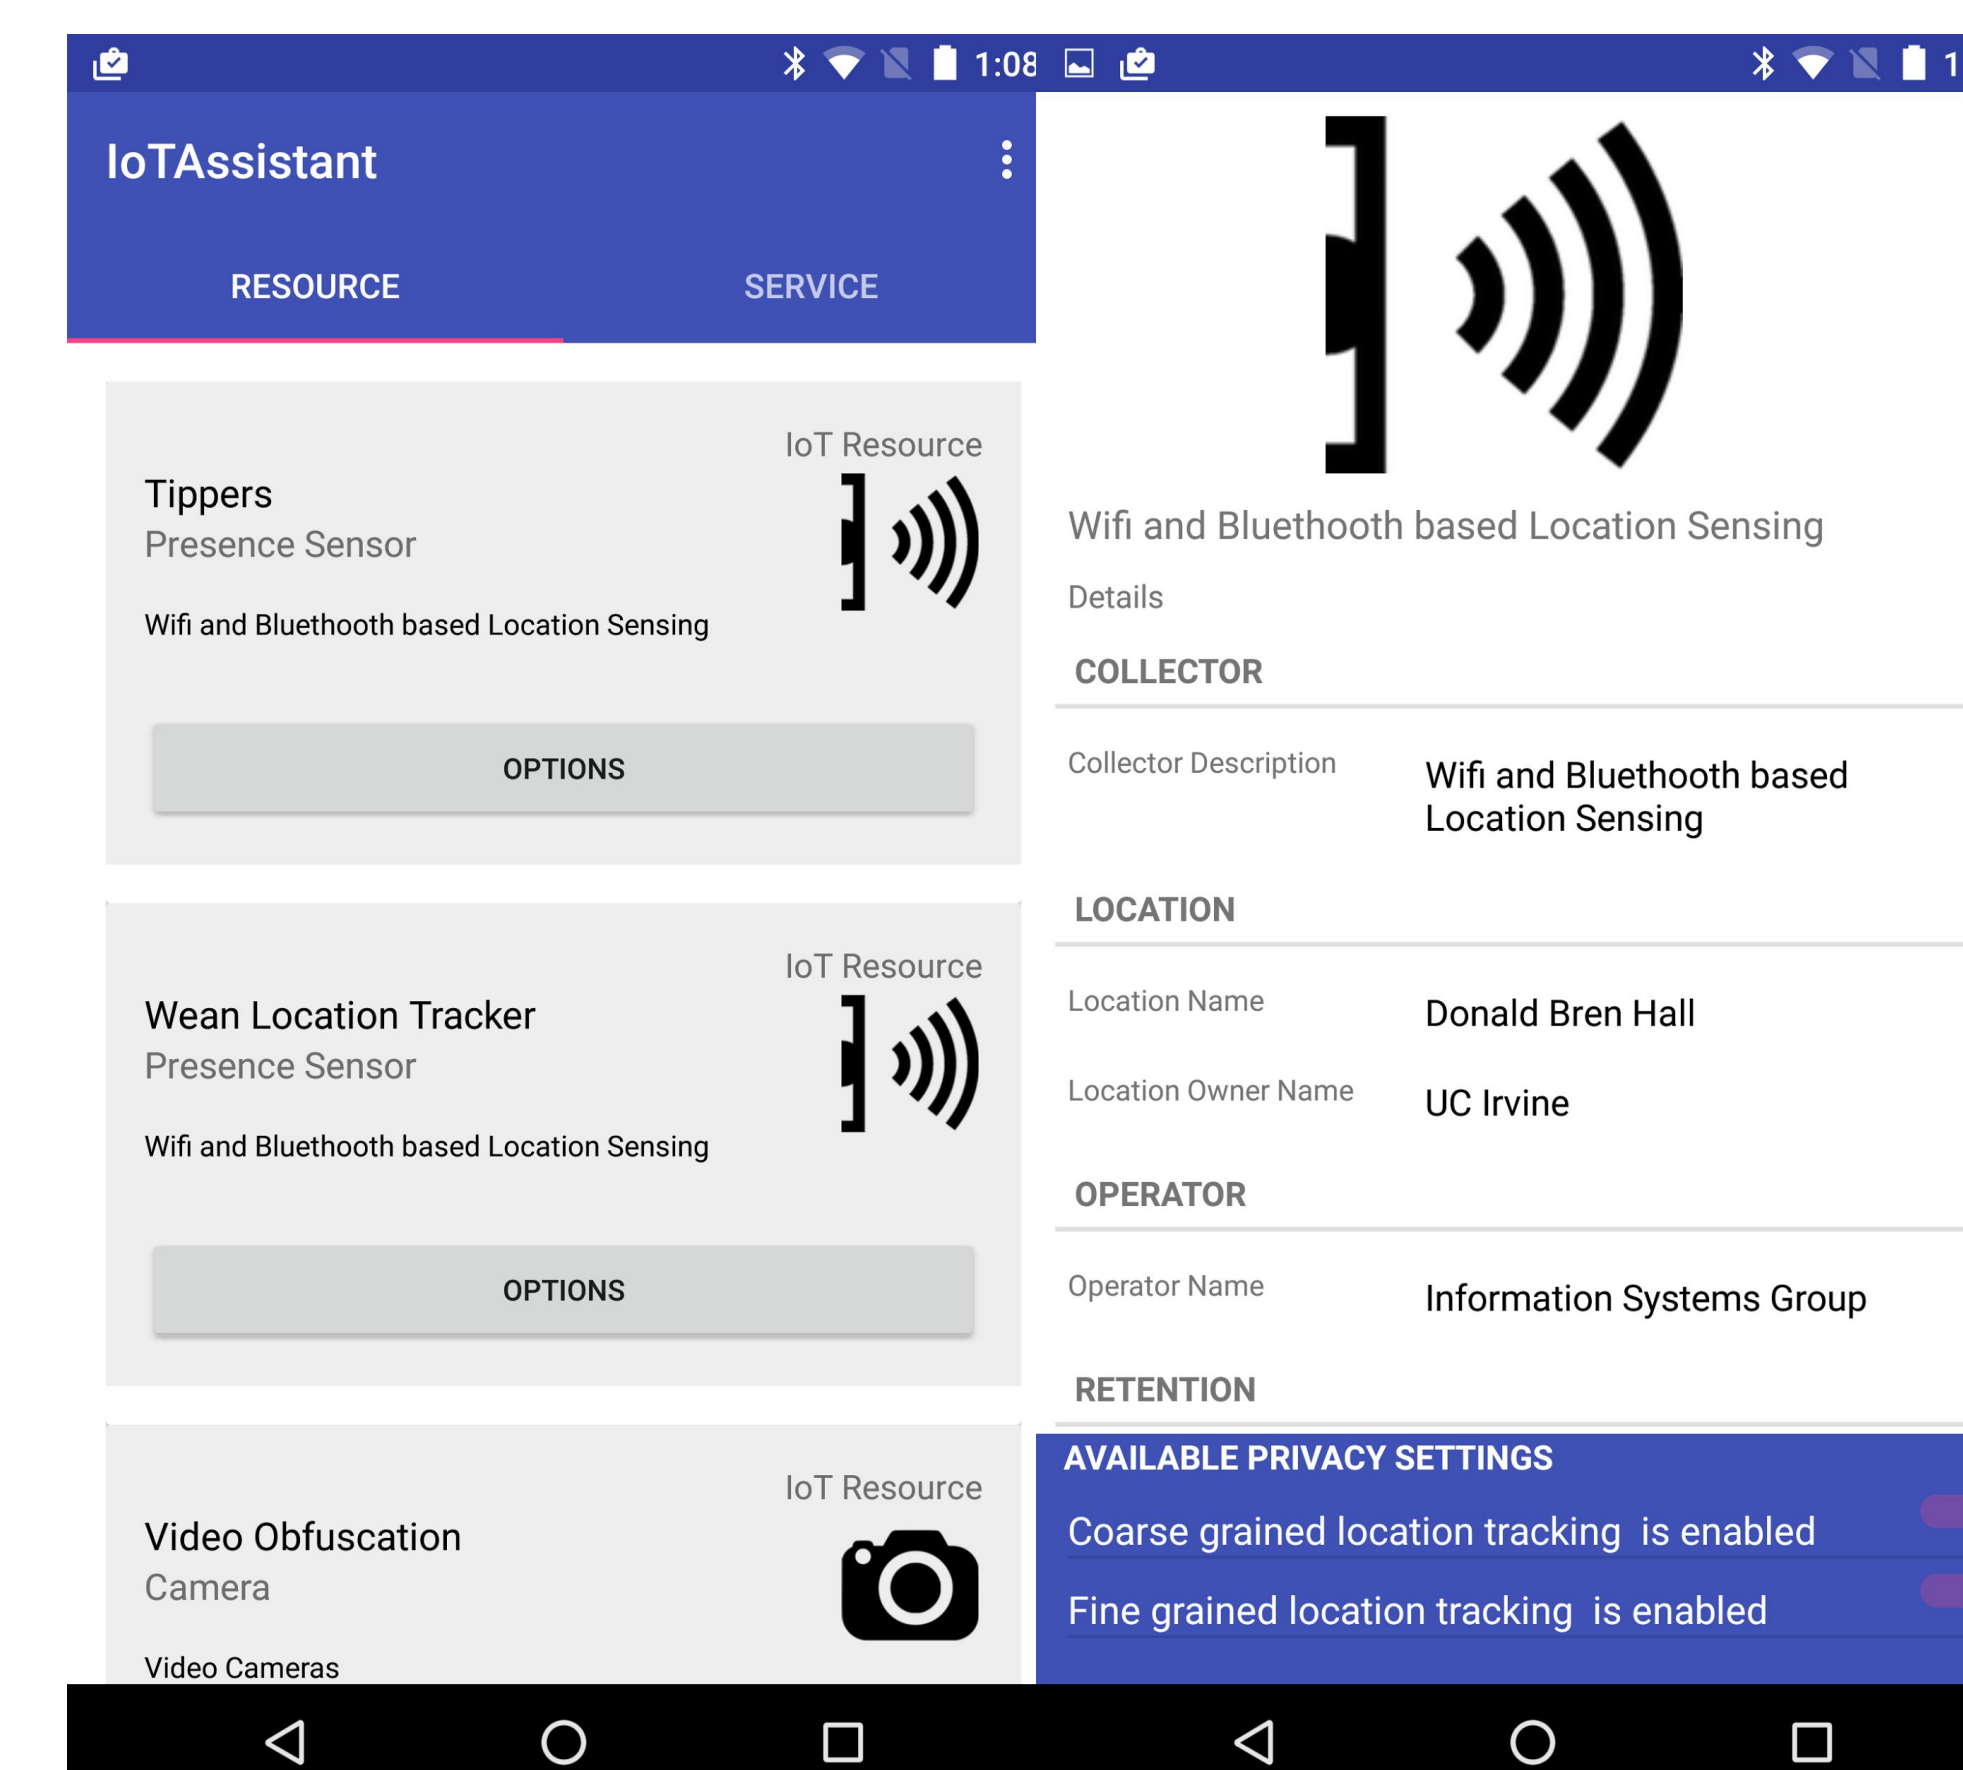 1:08
IoTAssistant
RESOURCE
SERVICE
IoT Resource
Tippers
Presence Sensor
Wifi and Bluethooth based Location Sensing
OPTIONS
IoT Resource
Wean Location Tracker
Presence Sensor
Wifi and Bluethooth based Location Sensing
OPTIONS
IoT Resource
Video Obfuscation
Camera
Video Cameras
1
Wifi and Bluethooth based Location Sensing
Details
COLLECTOR
Collector Description
Wifi and Bluethooth based
Location Sensing
LOCATION
Location Name
Donald Bren Hall
Location Owner Name
UC Irvine
OPERATOR
Operator Name
Information Systems Group
RETENTION
AVAILABLE PRIVACY SETTINGS
Coarse grained location tracking is enabled
Fine grained location tracking is enabled